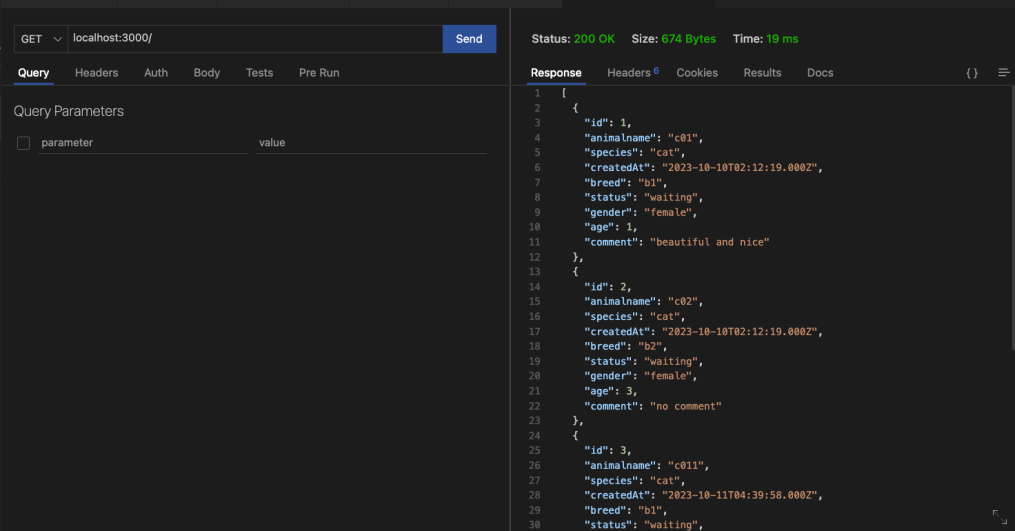 GET localhost:3000/ Send
Query Headers Auth Body Tests Pre Run
Query Parameters
parameter value
Status: 200 OK Size: 674 Bytes Time: 19 ms
Response Headers 6 Cookies Results Docs { }
1 [
2 {
3 "id": 1,
4 "animalname": "c01",
5 "species": "cat",
6 "createdAt": "2023-10-10T02:12:19.000Z",
7 "breed": "b1",
8 "status": "waiting",
9 "gender": "female",
10 "age": 1,
11 "comment": "beautiful and nice"
12 },
13 {
14 "id": 2,
15 "animalname": "c02",
16 "species": "cat",
17 "createdAt": "2023-10-10T02:12:19.000Z",
18 "breed": "b2",
19 "status": "waiting",
20 "gender": "female",
21 "age": 3,
22 "comment": "no comment"
23 },
24 {
25 "id": 3,
26 "animalname": "c011",
27 "species": "cat",
28 "createdAt": "2023-10-11T04:39:58.000Z",
29 "breed": "b1",
30 "status": "waiting",